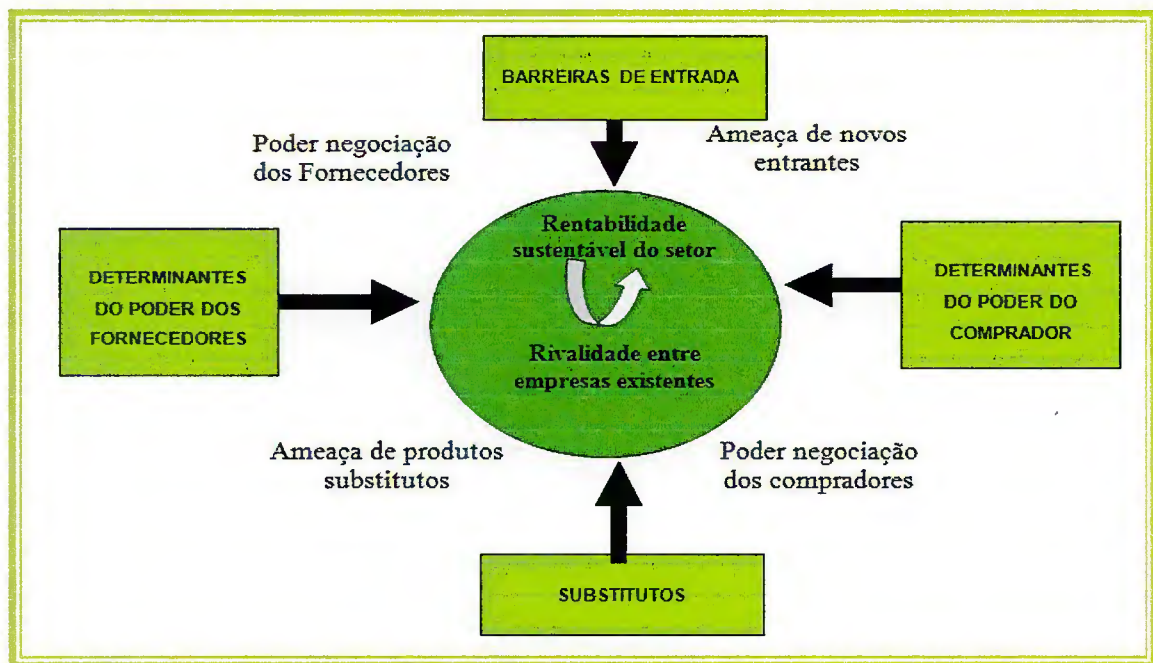 BARREIRAS DE ENTRADA
Poder negociação
dos Fornecedores
Ameaça de novos
entrantes
Rentabilidade
sustentável do setor
DETERMINANTES
DO PODER DOS
FORNECEDORES
DETERMINANTES
DO PODER DO
COMPRADOR
Rivalidade entre
empresas existentes
Ameaça de produtos
substitutos
Poder negociação
dos compradores
SUBSTITUTOS